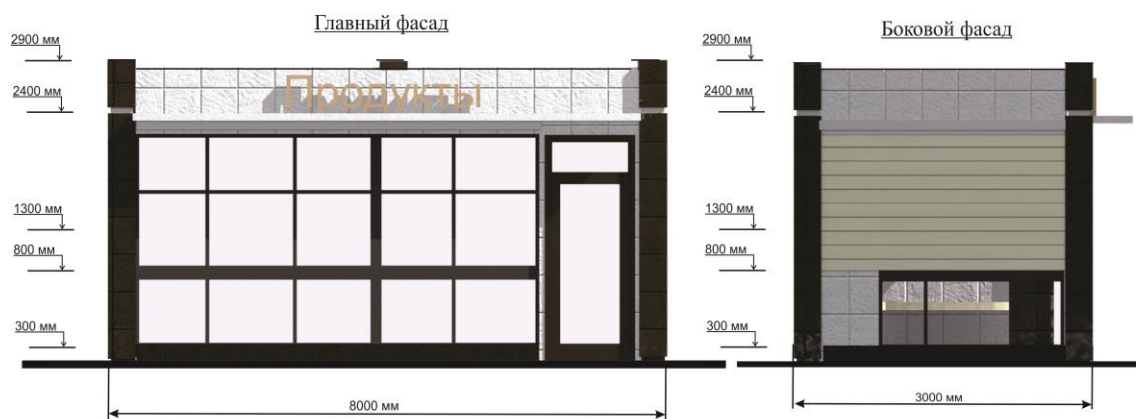 Главный фасад
2900 мм
2400 мм
1300 мм
800 мм
300 мм
Продукты
8000 мм
Боковой фасад
2900 мм
2400 мм
1300 мм
800 мм
300 мм
3000 мм